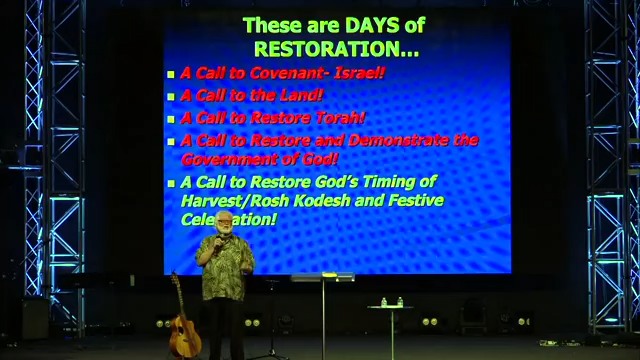 These are DAYS of
RESTORATION...
A Call to Covenant- Israel!
A Call to the Land!
A Call to Restore Torah!
A Call to Restore and Demonstrate the
Government of God!
A Call to Restore God's Timing of
Harvest/Rosh Kodesh and Festive